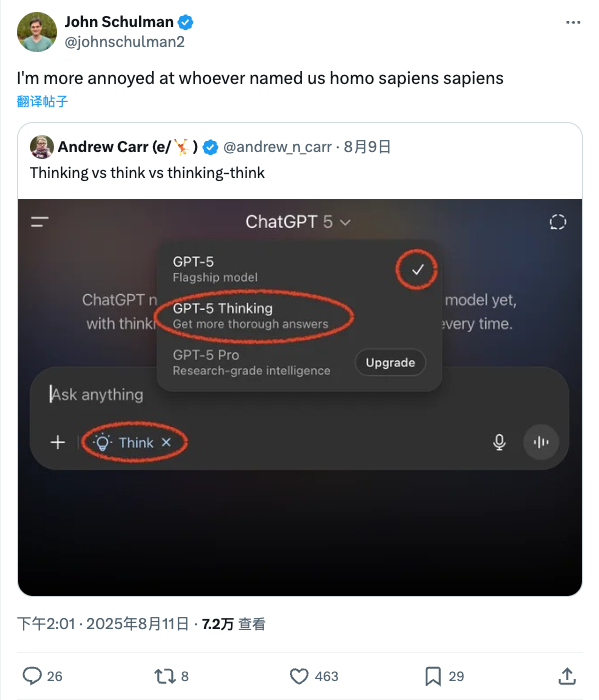 John Schulman
@johnschulman2
I'm more annoyed at whoever named us homo sapiens sapiens
翻译帖子
Andrew Carr (e/🤸) @andrew_n_carr · 8月9日
Thinking vs think vs thinking-think
ChatGPT 5
GPT-5
Flagship model
ChatGPT n
model yet,
GPT-5 Thinking
with thinki
Get more thorough answers
every time.
GPT-5 Pro
Research-grade intelligence
Upgrade
Ask anything
Think ×
下午2:01 · 2025年8月11日 · 7.2万 查看
26
8
463
29